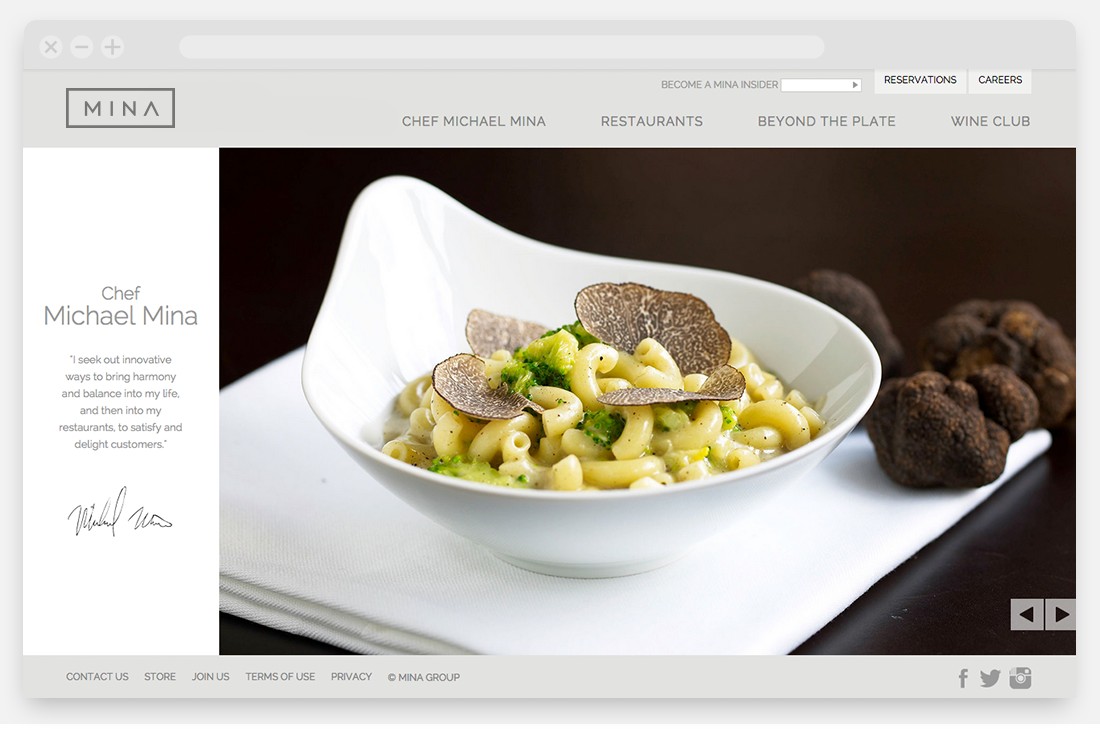 BECOME A MINA INSIDER
RESERVATIONS
CAREERS
MINA
CHEF MICHAEL MINA
RESTAURANTS
BEYOND THE PLATE
WINE CLUB
Chef
Michael Mina
"I seek out innovative
ways to bring harmony
and balance into my life,
and then into my
restaurants, to satisfy and
delight customers."
Michael Mina
CONTACT US
STORE
JOIN US
TERMS OF USE
PRIVACY
© MINA GROUP